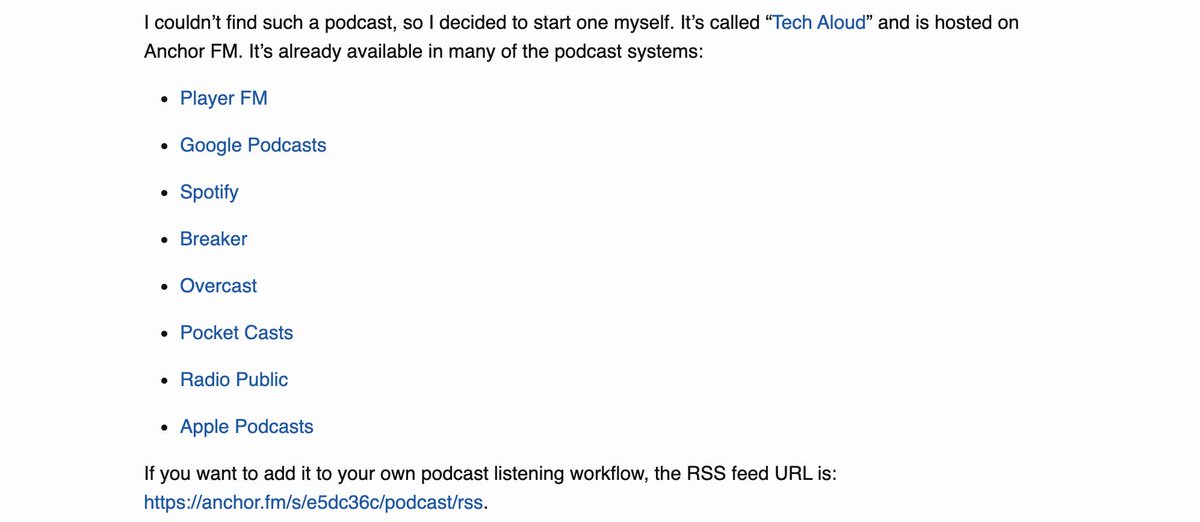 I couldn’t find such a podcast, so I decided to start one myself. It’s called “Tech Aloud” and is hosted on
Anchor FM. It’s already available in many of the podcast systems:
• Player FM
• Google Podcasts
• Spotify
• Breaker
• Overcast
• Pocket Casts
• Radio Public
• Apple Podcasts
If you want to add it to your own podcast listening workflow, the RSS feed URL is:
https://anchor.fm/s/e5dc36c/podcast/rss.